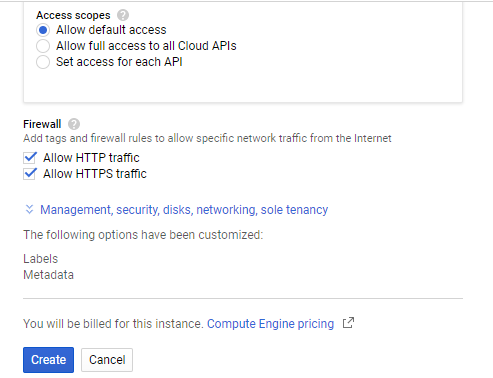 Access scopes ?
Allow default access
Allow full access to all Cloud APIs
Set access for each API
Firewall ?
Add tags and firewall rules to allow specific network traffic from the Internet
Allow HTTP traffic
Allow HTTPS traffic
Management, security, disks, networking, sole tenancy
The following options have been customized:
Labels
Metadata
You will be billed for this instance. Compute Engine pricing
Create Cancel